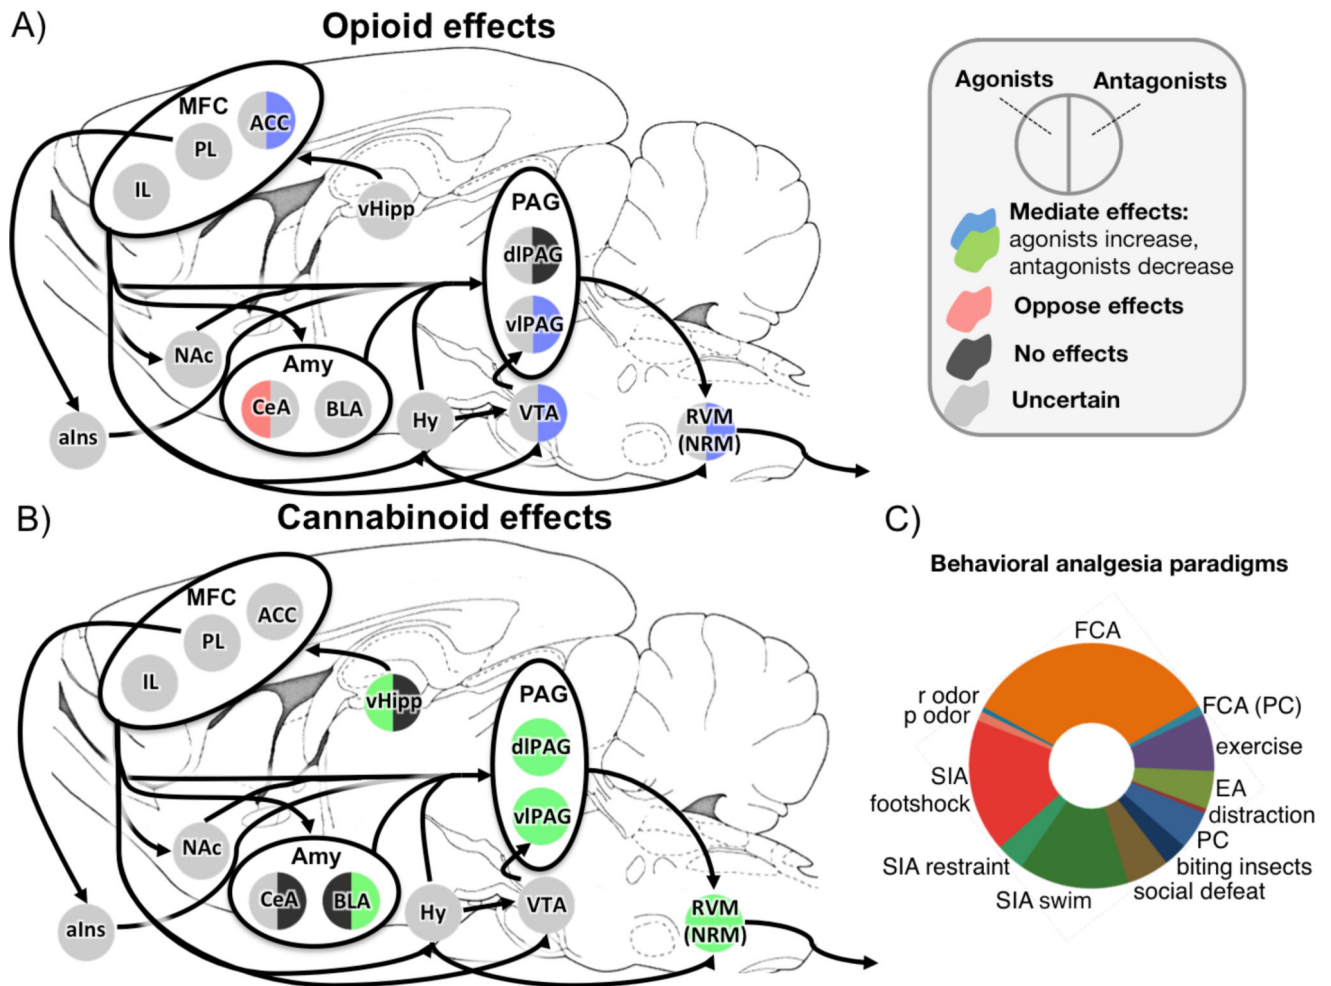 A)
Opioid effects
MFC
ACC
PL
IL
vHipp
PAG
dlPAG
vlPAG
NAc
Amy
CeA
BLA
aIns
Hy
VTA
RVM
(NRM)
Agonists
Antagonists
Mediate effects:
agonists increase,
antagonists decrease
Oppose effects
No effects
Uncertain
B)
Cannabinoid effects
MFC
ACC
PL
IL
vHipp
PAG
dlPAG
vlPAG
NAc
Amy
CeA
BLA
aIns
Hy
VTA
RVM
(NRM)
C)
Behavioral analgesia paradigms
FCA
r odor
p odor
FCA (PC)
exercise
SIA
footshock
EA
distraction
PC
SIA restraint
biting insects
social defeat
SIA swim